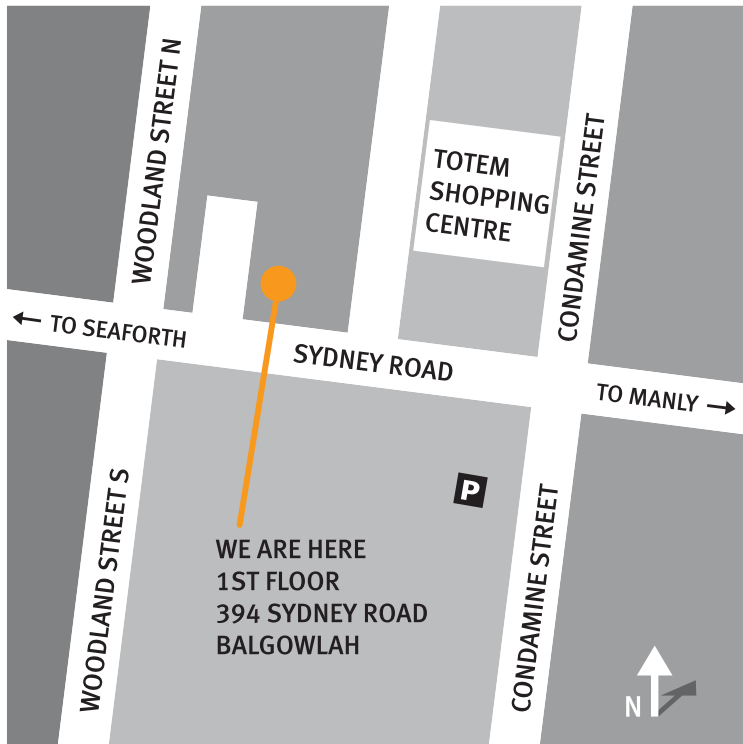 WOODLAND STREET N
TOTEM
SHOPPING
CENTRE
CONDAMINE STREET
← TO SEAFORTH
SYDNEY ROAD
TO MANLY →
WOODLAND STREET S
P
CONDAMINE STREET
WE ARE HERE
1ST FLOOR
394 SYDNEY ROAD
BALGOWLAH
N